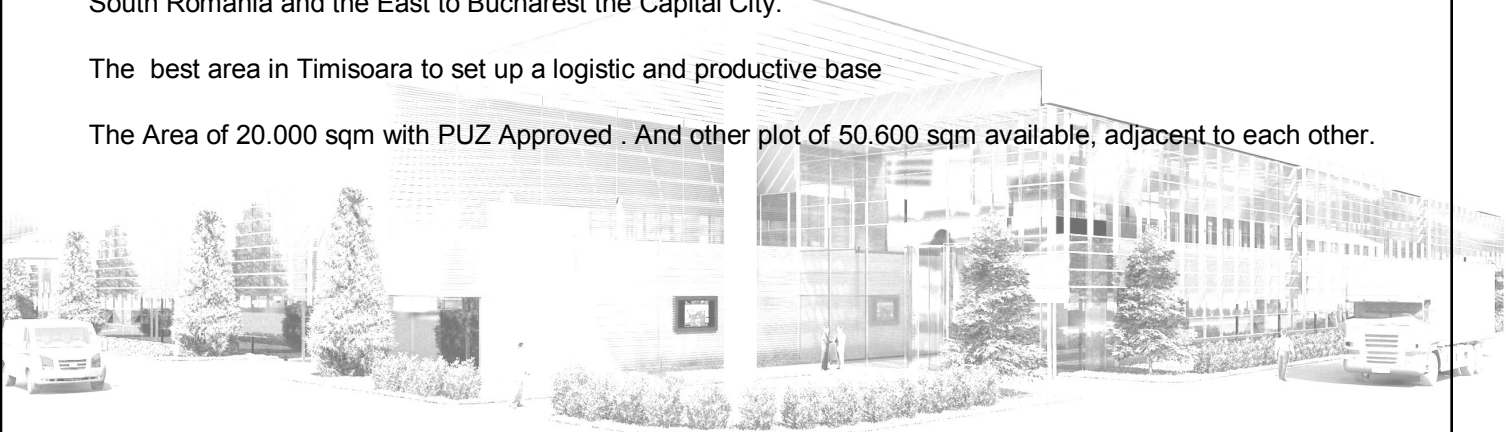 South Romania and the East to Bucharest the Capital City.
The  best area in Timisoara to set up a logistic and productive base
The Area of 20.000 sqm with PUZ Approved . And other plot of 50.600 sqm available, adjacent to each other.